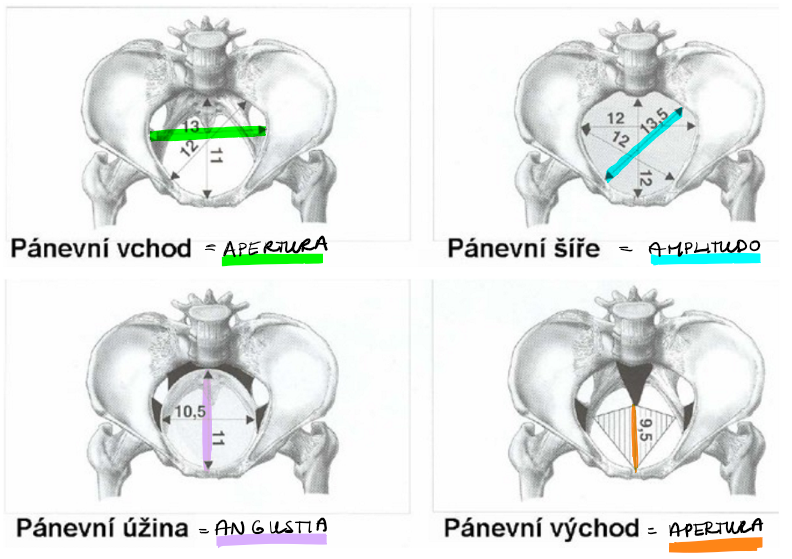 13
12
11
Pánevní vchod = APERTURA
12
13,5
12
12
Pánevní šíře = AMPLITUDO
10,5
11
Pánevní úžina = ANGUSTIA
9,5
Pánevní východ = APERTURA